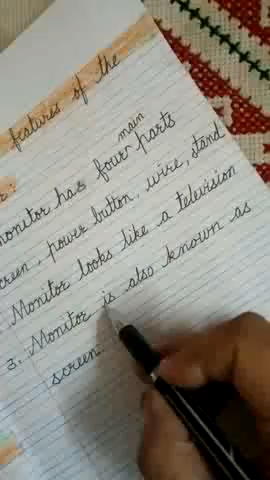 features of the
r:
monitor has four main parts
creen, power button, wire, stand
Monitor looks like a television
3. Monitor is also known as
screen.